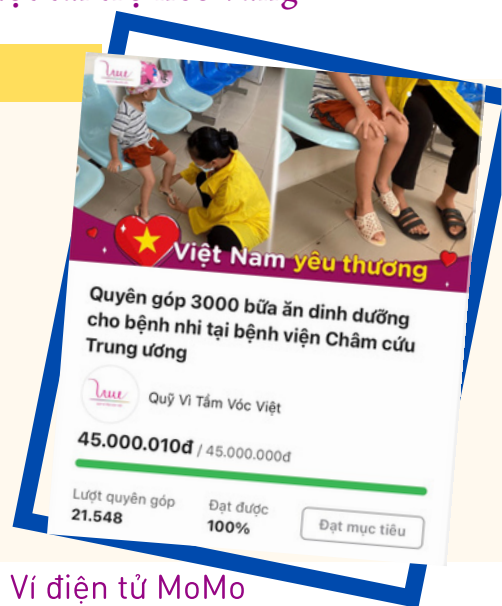 True
Việt Nam yêu thương
Quyên góp 3000 bữa ăn dinh dưỡng
cho bệnh nhi tại bệnh viện Châm cứu
Trung ương
True
Quỹ Vì Tầm Vóc Việt
45.000.010đ / 45.000.000đ
Lượt quyên góp
21.548
Đạt được
100%
Đạt mục tiêu
Ví điện tử MoMo